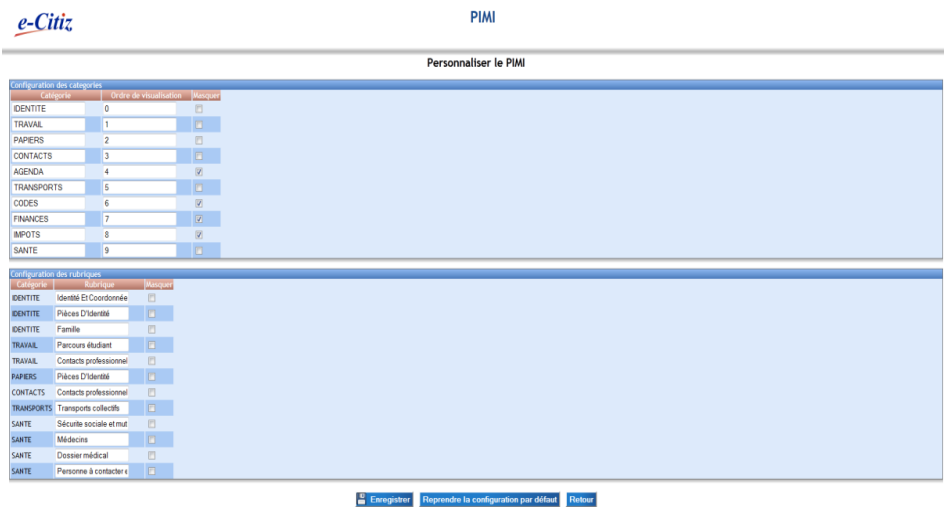 e-Citiz
PIMI
Personnaliser le PIMI
Configuration des categories
Catégorie Ordre de visualisation Masquer
IDENTITE 0
TRAVAIL 1
PAPIERS 2
CONTACTS 3
AGENDA 4
TRANSPORTS 5
CODES 6
FINANCES 7
IMPOTS 8
SANTE 9
Configuration des rubriques
Catégorie Rubrique Masquer
IDENTITE Identité Et Coordonnée
IDENTITE Pièces D'Identité
IDENTITE Famille
TRAVAIL Parcours étudiant
TRAVAIL Contacts professionnel
PAPIERS Pièces D'Identité
CONTACTS Contacts professionnel
TRANSPORTS Transports collectifs
SANTE Sécurite sociale et mut
SANTE Médecins
SANTE Dossier médical
SANTE Personne à contacter e
Enregistrer Reprendre la configuration par défaut Retour